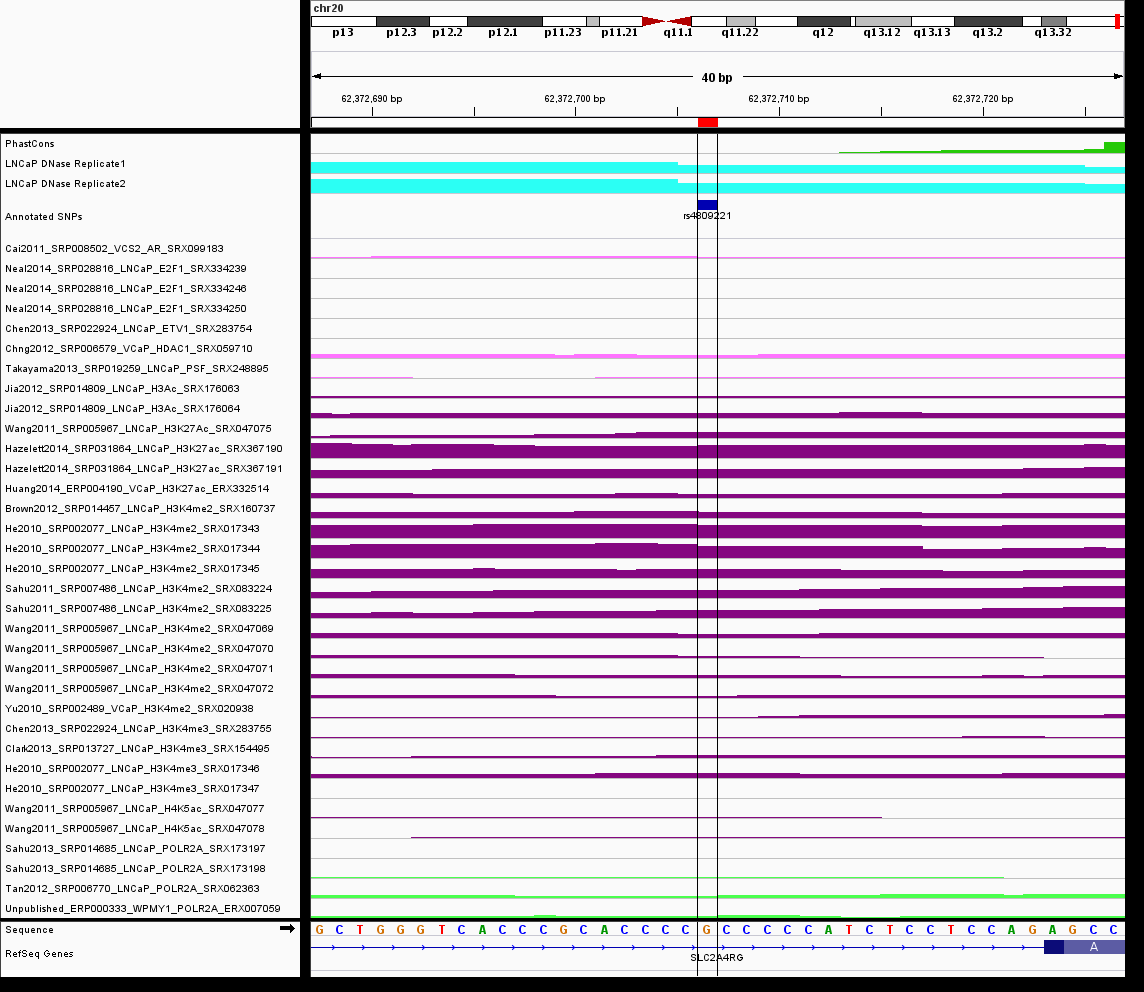 chr20
p13 p12.3 p12.2 p12.1 p11.23 p11.21 q11.1 q11.22 q12 q13.12 q13.13 q13.2 q13.32
40 bp
62,372,690 bp 62,372,700 bp 62,372,710 bp 62,372,720 bp
PhastCons
LNCaP DNase Replicate1
LNCaP DNase Replicate2
Annotated SNPs
rs4809221
Cai2011_SRP008502_VCS2_AR_SRX099183
Neal2014_SRP028816_LNCaP_E2F1_SRX334239
Neal2014_SRP028816_LNCaP_E2F1_SRX334246
Neal2014_SRP028816_LNCaP_E2F1_SRX334250
Chen2013_SRP022924_LNCaP_ETV1_SRX283754
Chng2012_SRP006579_VCaP_HDAC1_SRX059710
Takayama2013_SRP019259_LNCaP_PSF_SRX248895
Jia2012_SRP014809_LNCaP_H3Ac_SRX176063
Jia2012_SRP014809_LNCaP_H3Ac_SRX176064
Wang2011_SRP005967_LNCaP_H3K27Ac_SRX047075
Hazelett2014_SRP031864_LNCaP_H3K27ac_SRX367190
Hazelett2014_SRP031864_LNCaP_H3K27ac_SRX367191
Huang2014_ERP004190_VCaP_H3K27ac_ERX332514
Brown2012_SRP014457_LNCaP_H3K4me2_SRX160737
He2010_SRP002077_LNCaP_H3K4me2_SRX017343
He2010_SRP002077_LNCaP_H3K4me2_SRX017344
He2010_SRP002077_LNCaP_H3K4me2_SRX017345
Sahu2011_SRP007486_LNCaP_H3K4me2_SRX083224
Sahu2011_SRP007486_LNCaP_H3K4me2_SRX083225
Wang2011_SRP005967_LNCaP_H3K4me2_SRX047069
Wang2011_SRP005967_LNCaP_H3K4me2_SRX047070
Wang2011_SRP005967_LNCaP_H3K4me2_SRX047071
Wang2011_SRP005967_LNCaP_H3K4me2_SRX047072
Yu2010_SRP002489_VCaP_H3K4me2_SRX020938
Chen2013_SRP022924_LNCaP_H3K4me3_SRX283755
Clark2013_SRP013727_LNCaP_H3K4me3_SRX154495
He2010_SRP002077_LNCaP_H3K4me3_SRX017346
He2010_SRP002077_LNCaP_H3K4me3_SRX017347
Wang2011_SRP005967_LNCaP_H4K5ac_SRX047077
Wang2011_SRP005967_LNCaP_H4K5ac_SRX047078
Sahu2013_SRP014685_LNCaP_POLR2A_SRX173197
Sahu2013_SRP014685_LNCaP_POLR2A_SRX173198
Tan2012_SRP006770_LNCaP_POLR2A_SRX062363
Unpublished_ERP000333_WPMY1_POLR2A_ERX007059
Sequence G C T G G G T C A C C C G C A C C C C G C C C C C A T C T C C T C C A G A G C C
RefSeq Genes A
SLC2A4RG